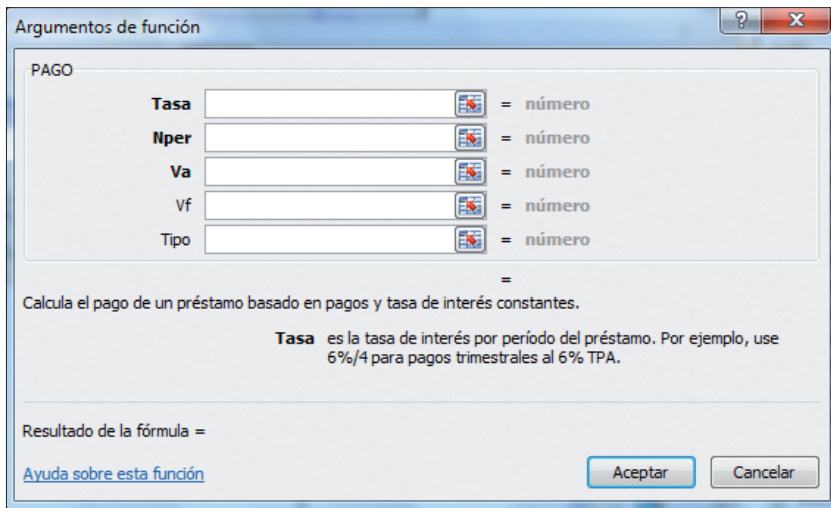 Argumentos de función
?
X
PAGO
Tasa = número
Nper = número
Va = número
Vf = número
Tipo = número
=
Calcula el pago de un préstamo basado en pagos y tasa de interés constantes.
Tasa es la tasa de interés por período del préstamo. Por ejemplo, use
6%/4 para pagos trimestrales al 6% TPA.
Resultado de la fórmula =
Ayuda sobre esta función Aceptar Cancelar